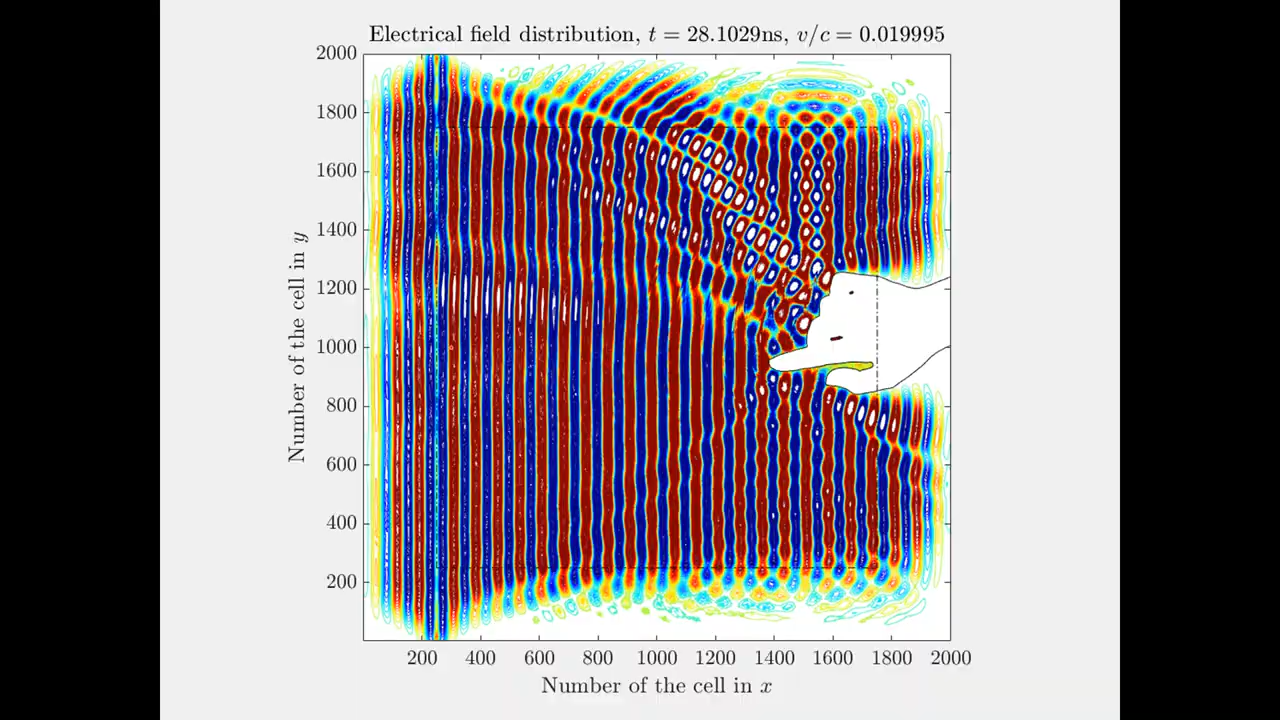 Electrical field distribution, t = 28.1029ns, v/c = 0.019995
2000
1800
1600
1400
1200
1000
800
600
400
200
Number of the cell in y
200 400 600 800 1000 1200 1400 1600 1800 2000
Number of the cell in x